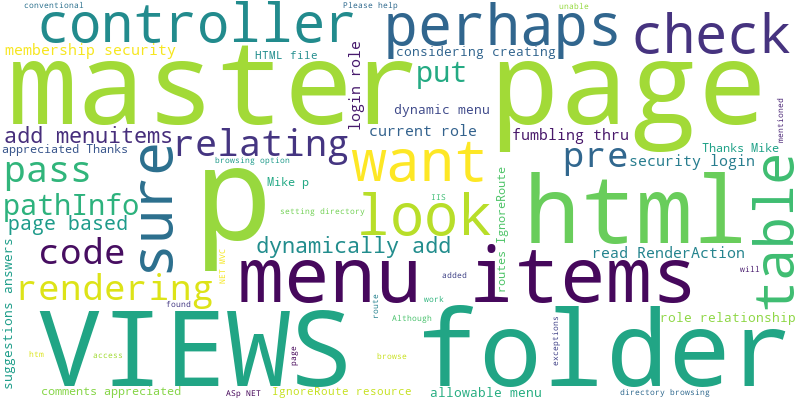 conventional
Please help
unable
controller
perhaps
check
membership security
HTML file
login role
considering creating
master page
put
dynamic menu
mentioned
add menuitems
relating
current role
fumbling thru
appreciated Thanks
sure
browsing option
want
pre
Thanks Mike
security login
pass
p
Mike p
look
IIS
routes IgnoreRoute
html
table
pathInfo
setting directory
page based
code
dynamically add
read RenderAction
suggestions answers
rendering
NET MVC
menu items
added
will
found
VIEWS folder
route
work
Although
exceptions
role relationship
htm
access
page
browse
comments appreciated
ASp NET
IgnoreRoute resource
allowable menu
directory browsing